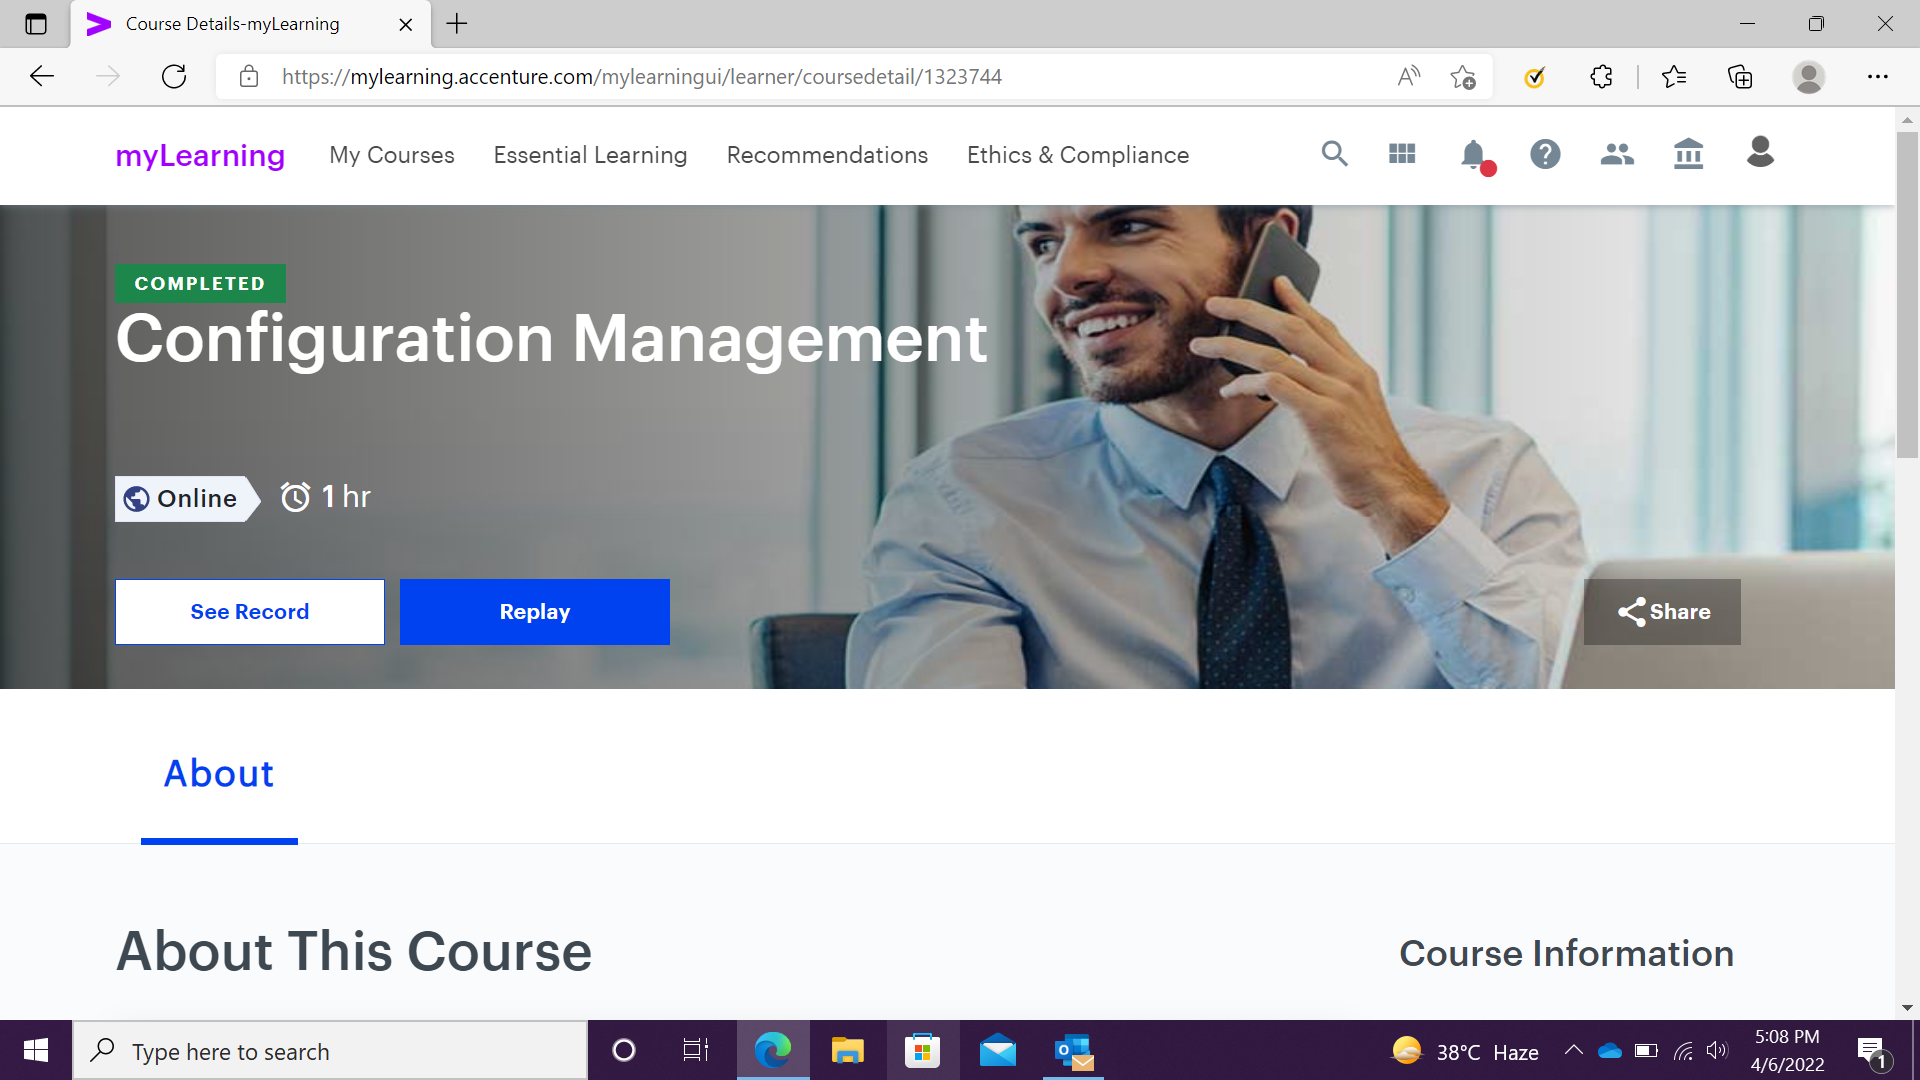 Course Details-myLearning
https://mylearning.accenture.com/mylearningui/learner/coursedetail/1323744
myLearning My Courses Essential Learning Recommendations Ethics & Compliance
COMPLETED
Configuration Management
Online 1 hr
See Record Replay Share
About
About This Course Course Information
Type here to search 38°C Haze 5:08 PM
4/6/2022 1